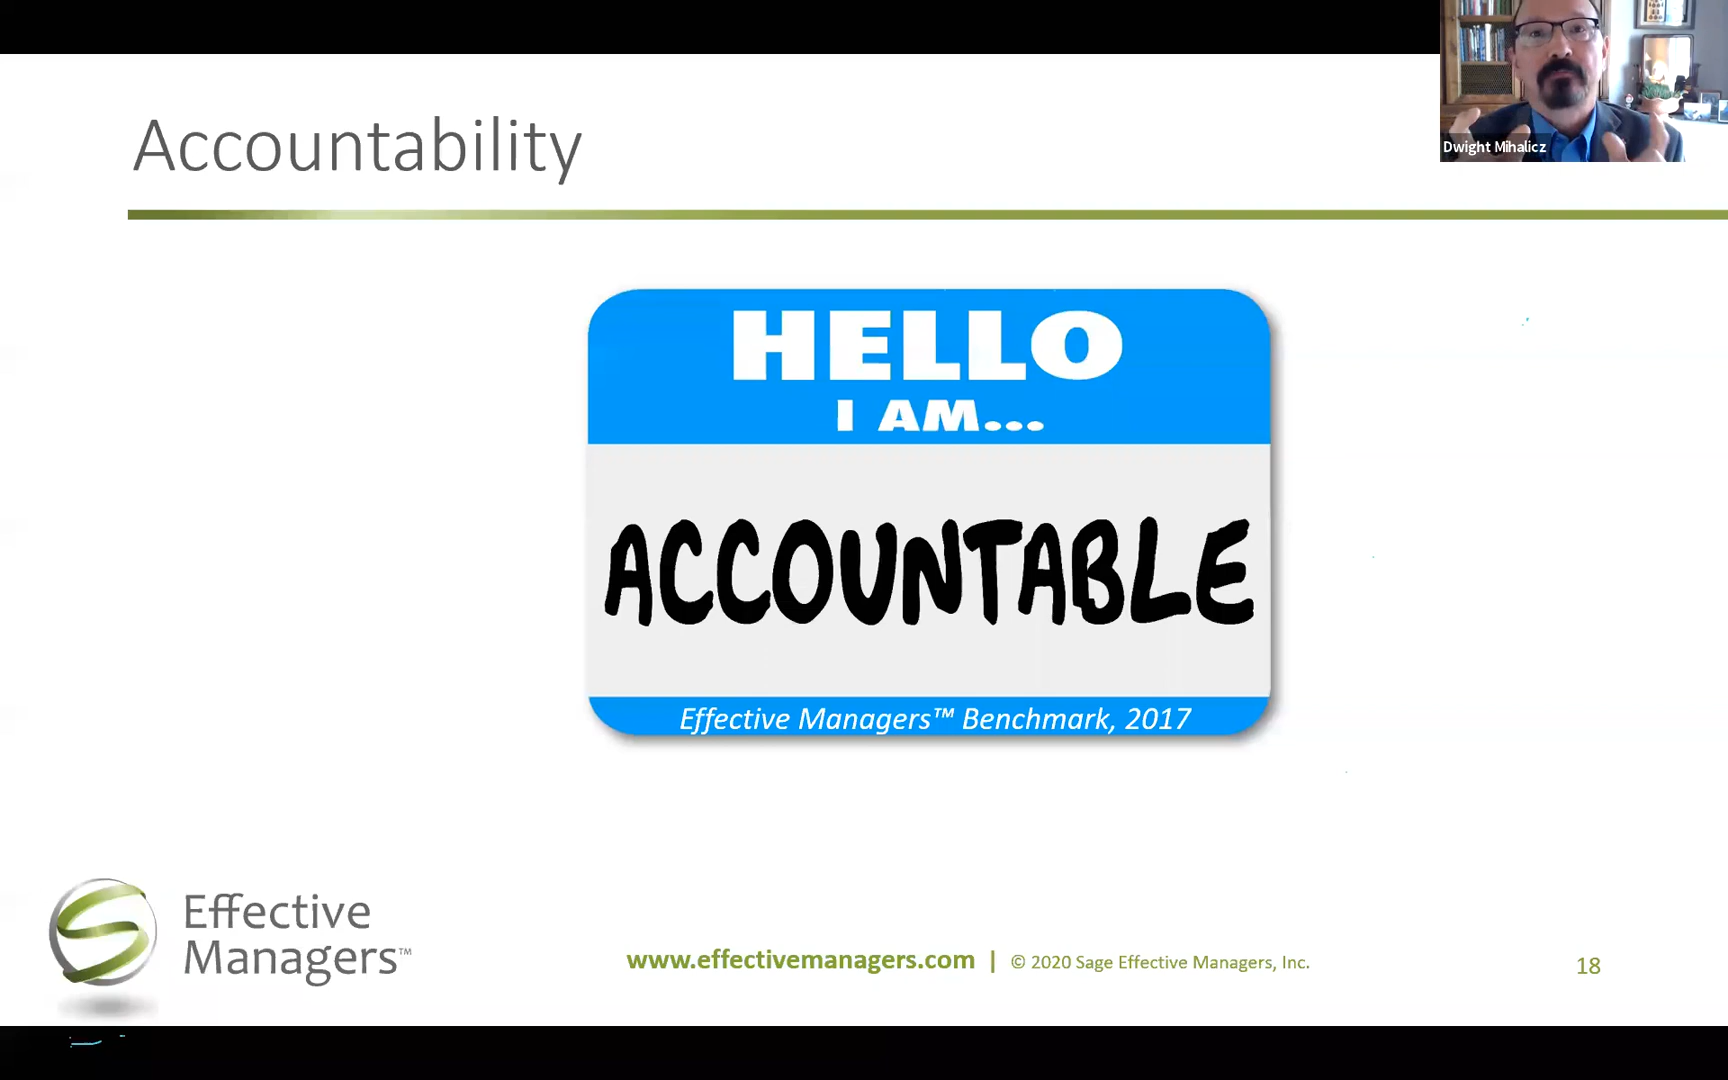 Dwight Mihalicz
Accountability
HELLO
I AM...
ACCOUNTABLE
Effective Managers™ Benchmark, 2017
Effective
Managers™
www.effectivemanagers.com | © 2020 Sage Effective Managers, Inc.
18